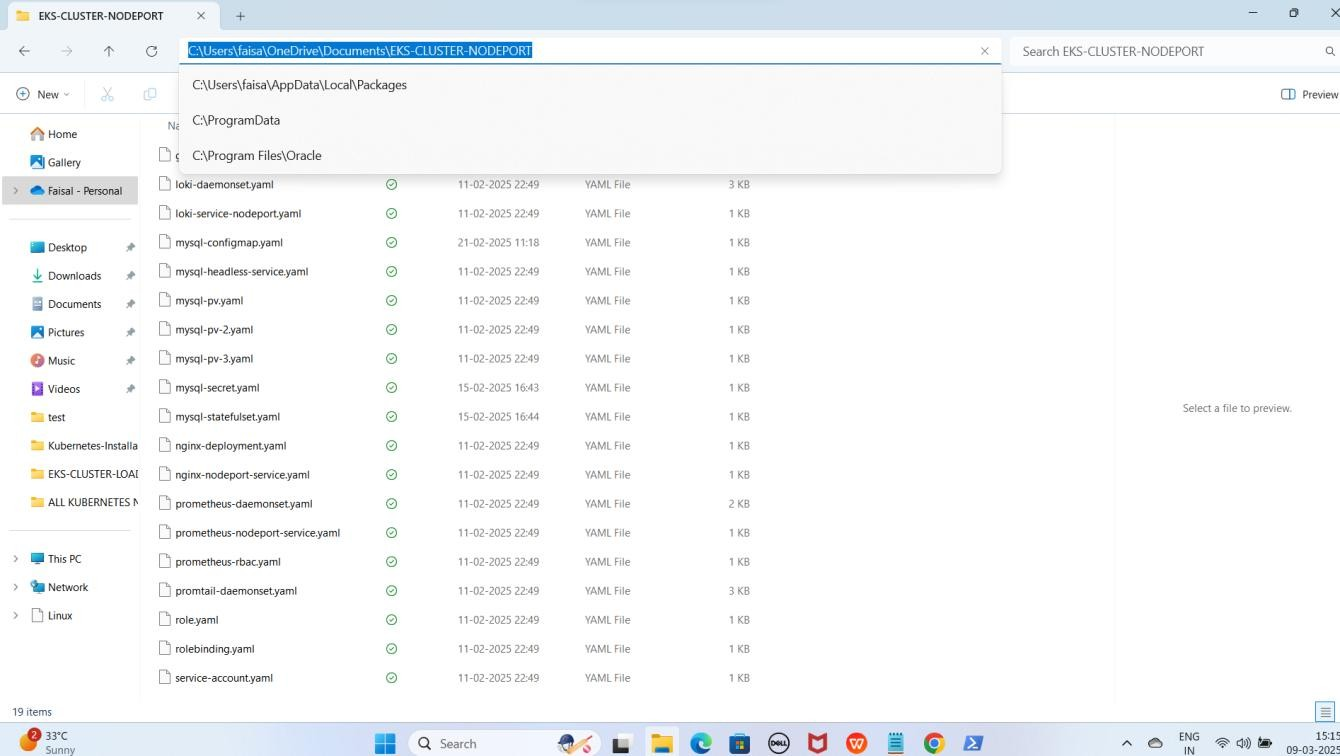 EKS-CLUSTER-NODEPORT
C:\Users\faisa\OneDrive\Documents\EKS-CLUSTER-NODEPORT
Search EKS-CLUSTER-NODEPORT
C:\Users\faisa\AppData\Local\Packages
C:\ProgramData
C:\Program Files\Oracle
New
Preview
Home
Gallery
Faisal - Personal
Desktop
Downloads
Documents
Pictures
Music
Videos
test
Kubernetes-Installa
EKS-CLUSTER-LOAD
ALL KUBERNETES N
This PC
Network
Linux
Na
g
loki-daemonset.yaml 11-02-2025 22:49 YAML File 3 KB
loki-service-nodeport.yaml 11-02-2025 22:49 YAML File 1 KB
mysql-configmap.yaml 21-02-2025 11:18 YAML File 1 KB
mysql-headless-service.yaml 11-02-2025 22:49 YAML File 1 KB
mysql-pv.yaml 11-02-2025 22:49 YAML File 1 KB
mysql-pv-2.yaml 11-02-2025 22:49 YAML File 1 KB
mysql-pv-3.yaml 11-02-2025 22:49 YAML File 1 KB
mysql-secret.yaml 15-02-2025 16:43 YAML File 1 KB
mysql-statefulset.yaml 15-02-2025 16:44 YAML File 1 KB
nginx-deployment.yaml 11-02-2025 22:49 YAML File 1 KB
nginx-nodeport-service.yaml 11-02-2025 22:49 YAML File 1 KB
prometheus-daemonset.yaml 11-02-2025 22:49 YAML File 2 KB
prometheus-nodeport-service.yaml 11-02-2025 22:49 YAML File 1 KB
prometheus-rbac.yaml 11-02-2025 22:49 YAML File 1 KB
promtail-daemonset.yaml 11-02-2025 22:49 YAML File 3 KB
role.yaml 11-02-2025 22:49 YAML File 1 KB
rolebinding.yaml 11-02-2025 22:49 YAML File 1 KB
service-account.yaml 11-02-2025 22:49 YAML File 1 KB
Select a file to preview.
19 items
2
33°C
Sunny
Search
DELL
W
ENG
IN
15:1
09-03-202